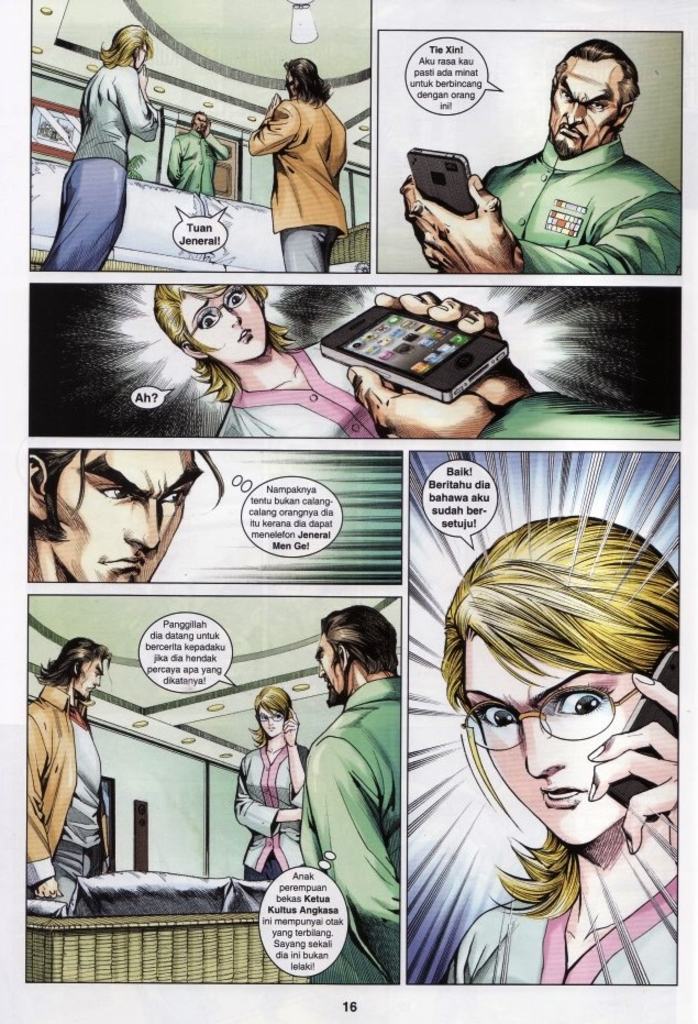 Tuan
Jeneral!
Tie Xin!
Aku rasa kau
pasti ada minat
untuk berbincang
dengan orang
ini!
Ah?
Nampaknya
tentu bukan calang-
calang orangnya dia
itu kerana dia dapat
menelefon Jeneral
Men Ge!
Baik!
Beritahu dia
bahawa aku
sudah ber-
setuju!
Panggillah
dia datang untuk
bercerita kepadaku
jika dia hendak
percaya apa yang
dikatanya!
Anak
perempuan
bekas Ketua
Kultus Angkasa
ini mempunyai otak
yang terbilang.
Sayang sekali
dia ini bukan
lelaki!
16